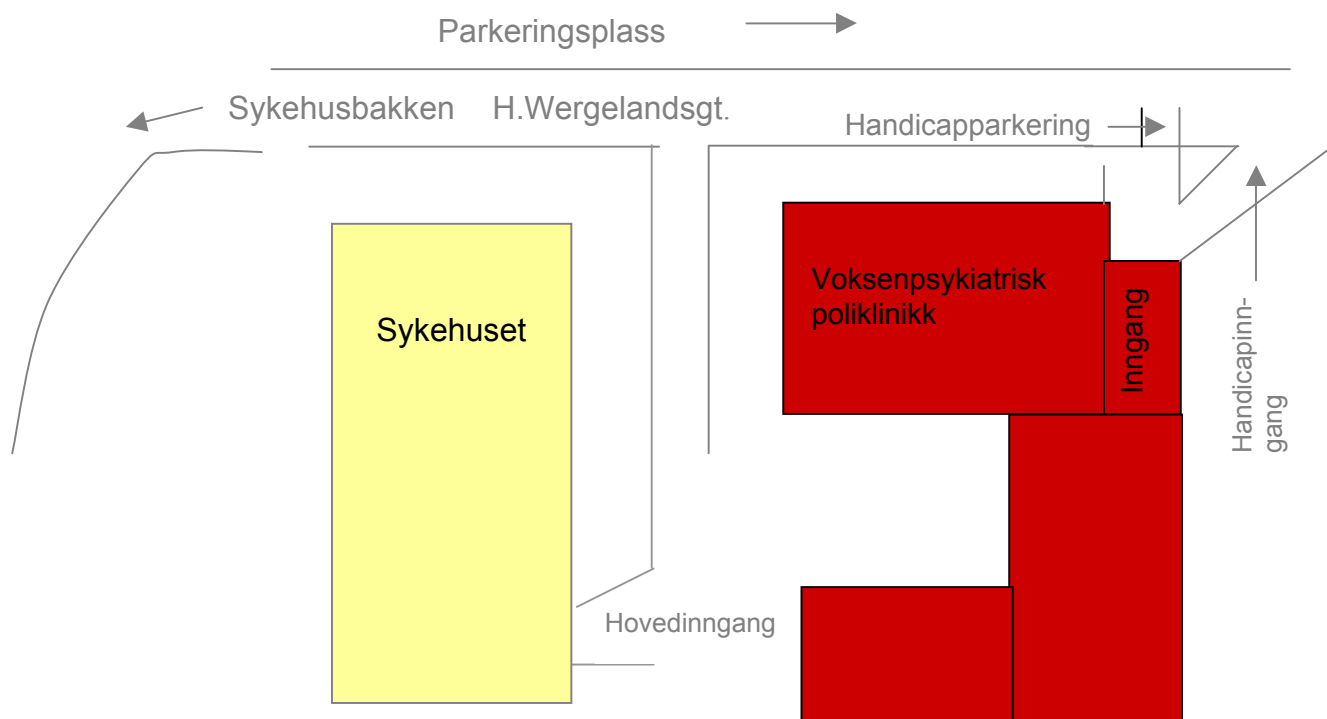 Parkeringsplass
Sykehusbakken H.Wergelandsgt.
Handicapparkering
Voksenpsykiatrisk
poliklinikk
Sykehuset
Inngang
Handicapinn-
gang
Hovedinngang